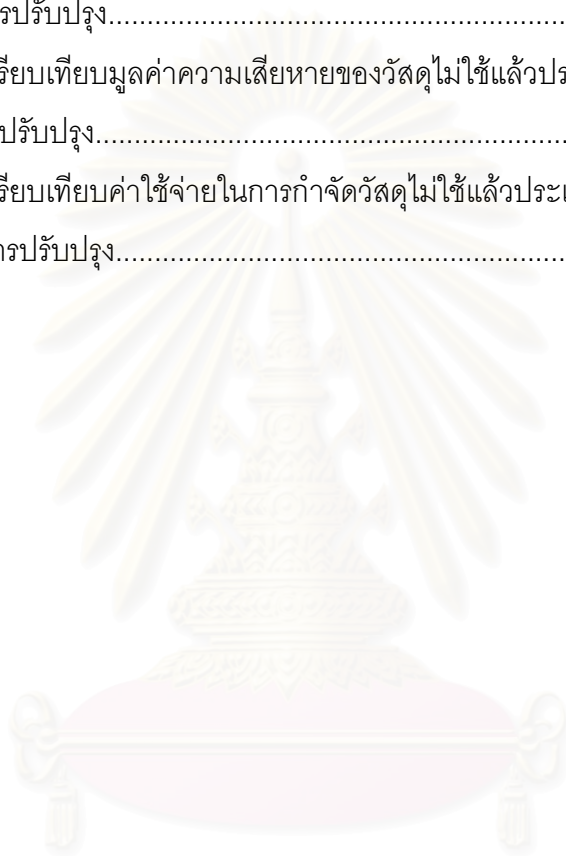 รปรับปรุง................................................................
รียบเทียบมูลค่าความเสียหายของวัสดุไม่ใช้แล้วประ
ปรับปรุง..................................................................
รียบเทียบค่าใช้จ่ายในการกำจัดวัสดุไม่ใช้แล้วประเ
ารปรับปรุง...............................................................